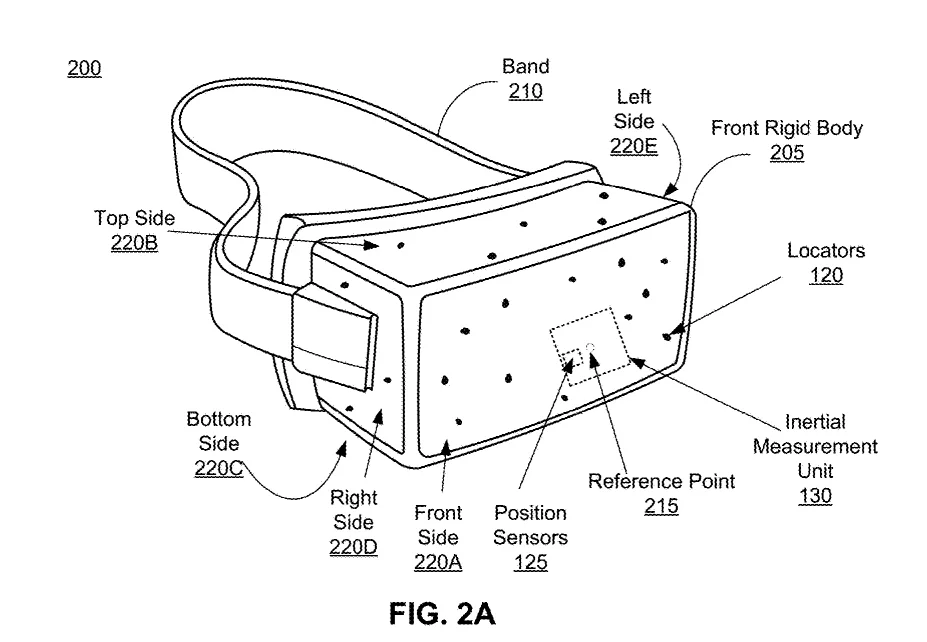 200
Band
210
Left
Side
220E
Front Rigid Body
205
Top Side
220B
Locators
120
Bottom
Side
220C
Right
Side
220D
Front
Side
220A
Position
Sensors
125
Reference Point
215
Inertial
Measurement
Unit
130
FIG. 2A